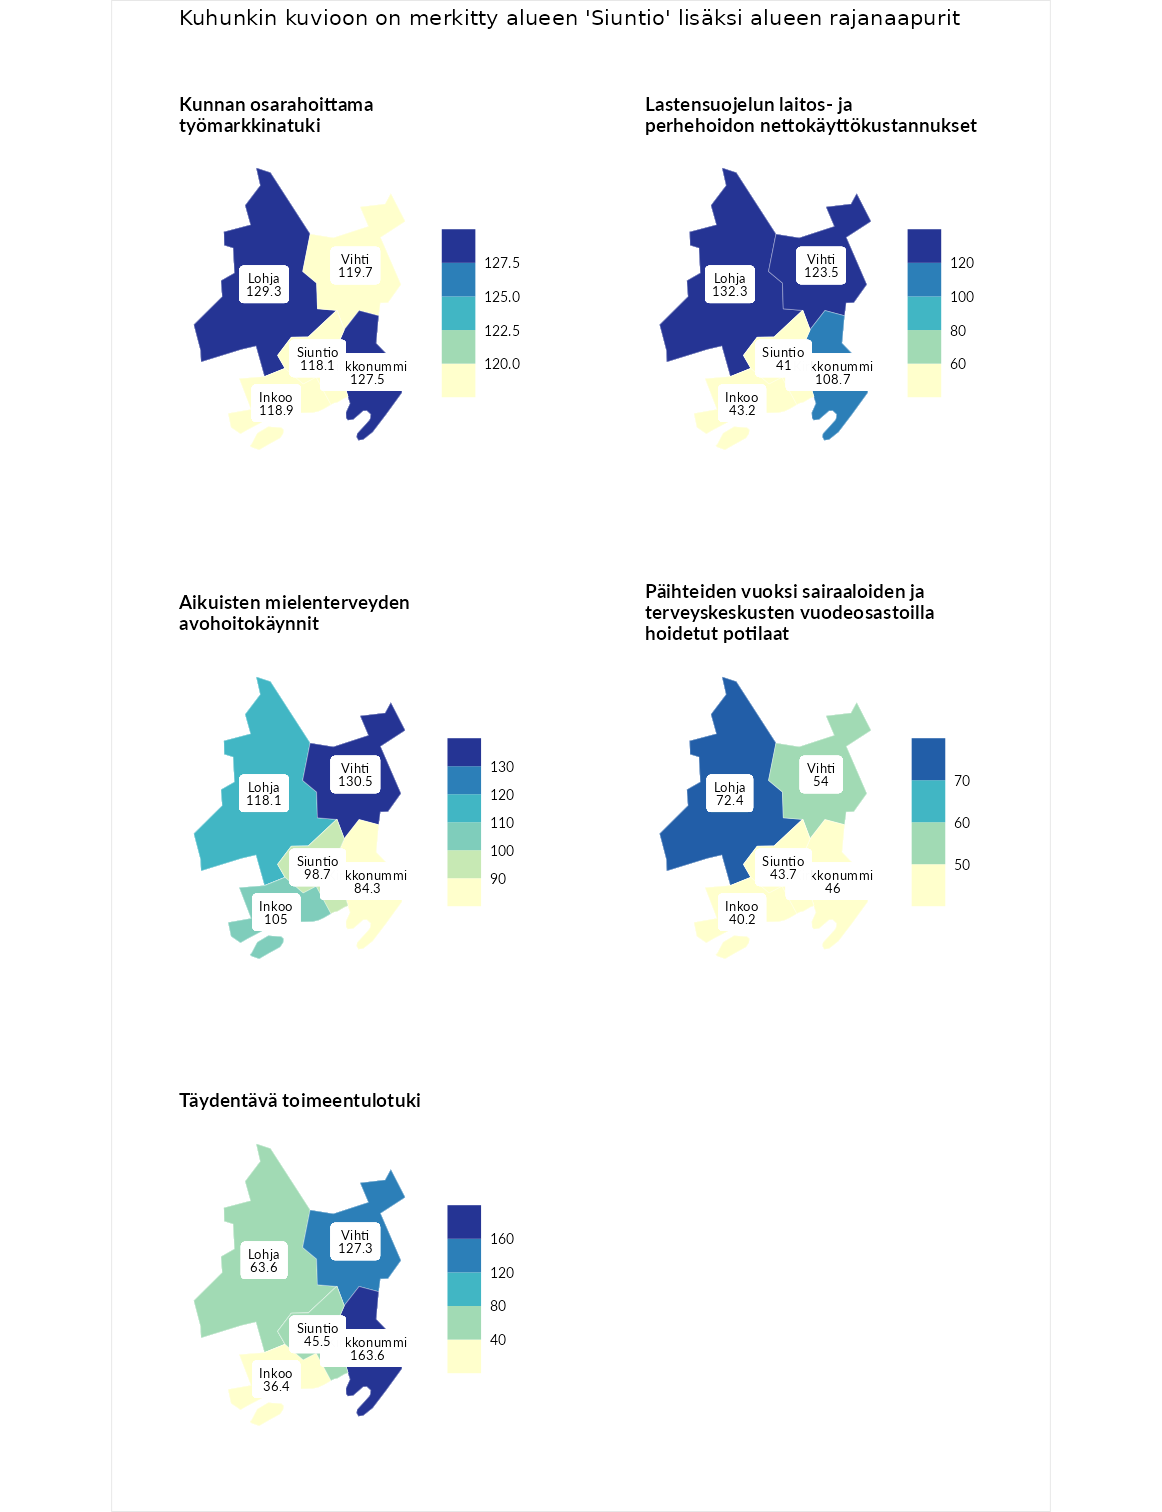 Kuhunkin kuvioon on merkitty alueen 'Siuntio' lisäksi alueen rajanaapurit
Kunnan osarahoittama
työmarkkinatuki
Vihti
119.7
Lohja
129.3
Siuntio
118.1
kkonummi
127.5
Inkoo
118.9
127.5
125.0
122.5
120.0
Lastensuojelun laitos- ja
perhehoidon nettokäyttökustannukset
Vihti
123.5
Lohja
132.3
Siuntio
41
kkonummi
108.7
Inkoo
43.2
120
100
80
60
Aikuisten mielenterveyden
avohoitokäynnit
Vihti
130.5
Lohja
118.1
Siuntio
98.7
kkonummi
84.3
Inkoo
105
130
120
110
100
90
Päihteiden vuoksi sairaaloiden ja
terveyskeskusten vuodeosastoilla
hoidetut potilaat
Vihti
54
Lohja
72.4
Siuntio
43.7
kkonummi
46
Inkoo
40.2
70
60
50
Täydentävä toimeentulotuki
Vihti
127.3
Lohja
63.6
Siuntio
45.5
kkonummi
163.6
Inkoo
36.4
160
120
80
40